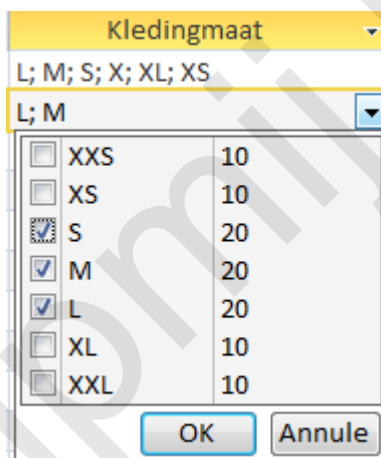 Kledingmaat
L; M; S; X; XL; XS
L; M
XXS 10
XS 10
S 20
M 20
L 20
XL 10
XXL 10
OK Annule